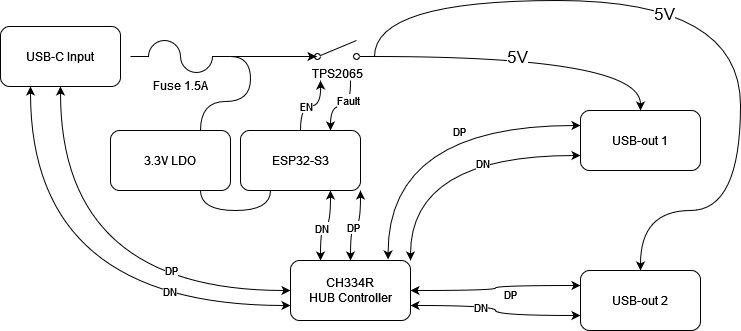 5V
USB-C Input
5V
Fuse 1.5A
TPS2065
EN
Fault
3.3V LDO
ESP32-S3
DP
USB-out 1
DN
DN
DP
DP
DN
CH334R
HUB Controller
DP
DN
USB-out 2